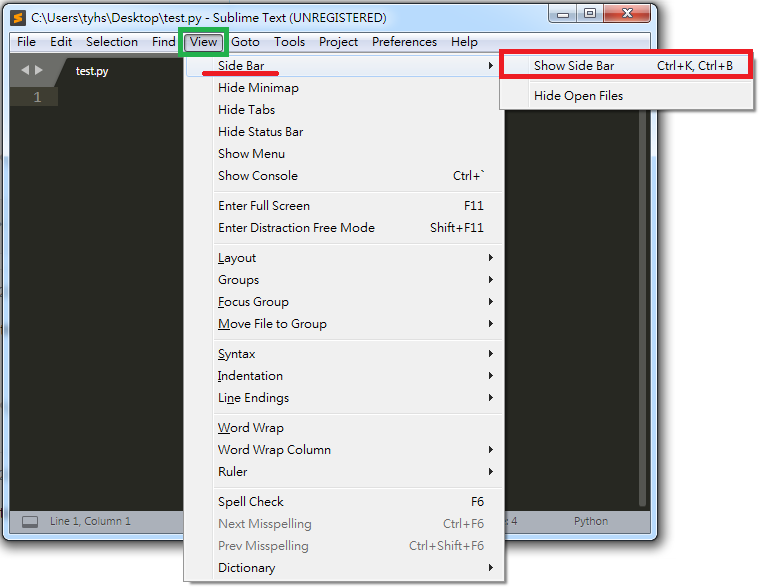 C:\Users\tyhs\Desktop\test.py - Sublime Text (UNREGISTERED)
File Edit Selection Find View Goto Tools Project Preferences Help
test.py
1
Side Bar
Hide Minimap
Hide Tabs
Hide Status Bar
Show Menu
Show Console Ctrl+`
Enter Full Screen F11
Enter Distraction Free Mode Shift+F11
Layout
Groups
Focus Group
Move File to Group
Syntax
Indentation
Line Endings
Word Wrap
Word Wrap Column
Ruler
Spell Check F6
Next Misspelling Ctrl+F6
Prev Misspelling Ctrl+Shift+F6
Dictionary
Show Side Bar Ctrl+K, Ctrl+B
Hide Open Files
Line 1, Column 1 4 Python